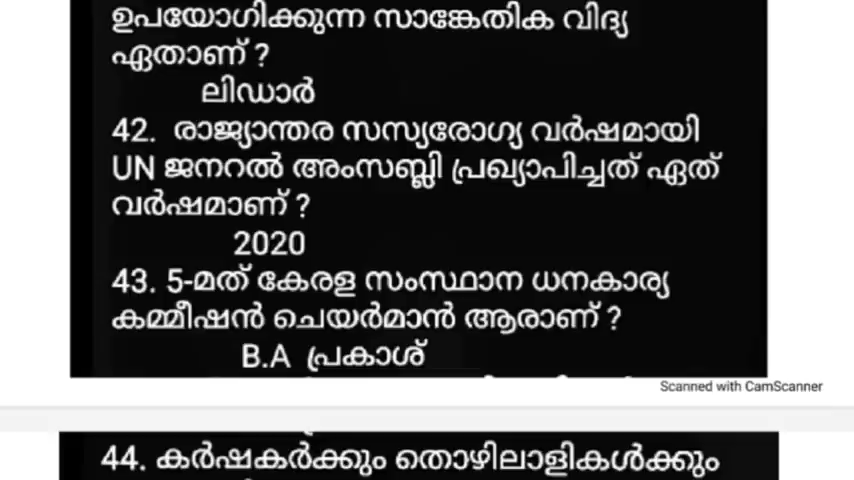 ഉപയോഗിക്കുന്ന സാങ്കേതിക വിദ്യ
ഏതാണ് ?
ലിഡാർ
42. രാജ്യാന്തര സസ്യരോഗ്യ വർഷമായി
UN ജനറൽ അംസബ്ലി പ്രഖ്യാപിച്ചത് ഏത്
വർഷമാണ് ?
2020
43. 5-മത് കേരള സംസ്ഥാന ധനകാര്യ
കമ്മീഷൻ ചെയർമാൻ ആരാണ് ?
B.A പ്രകാശ്
Scanned with CamScanner
44. കർഷകർക്കും തൊഴിലാളികൾക്കും